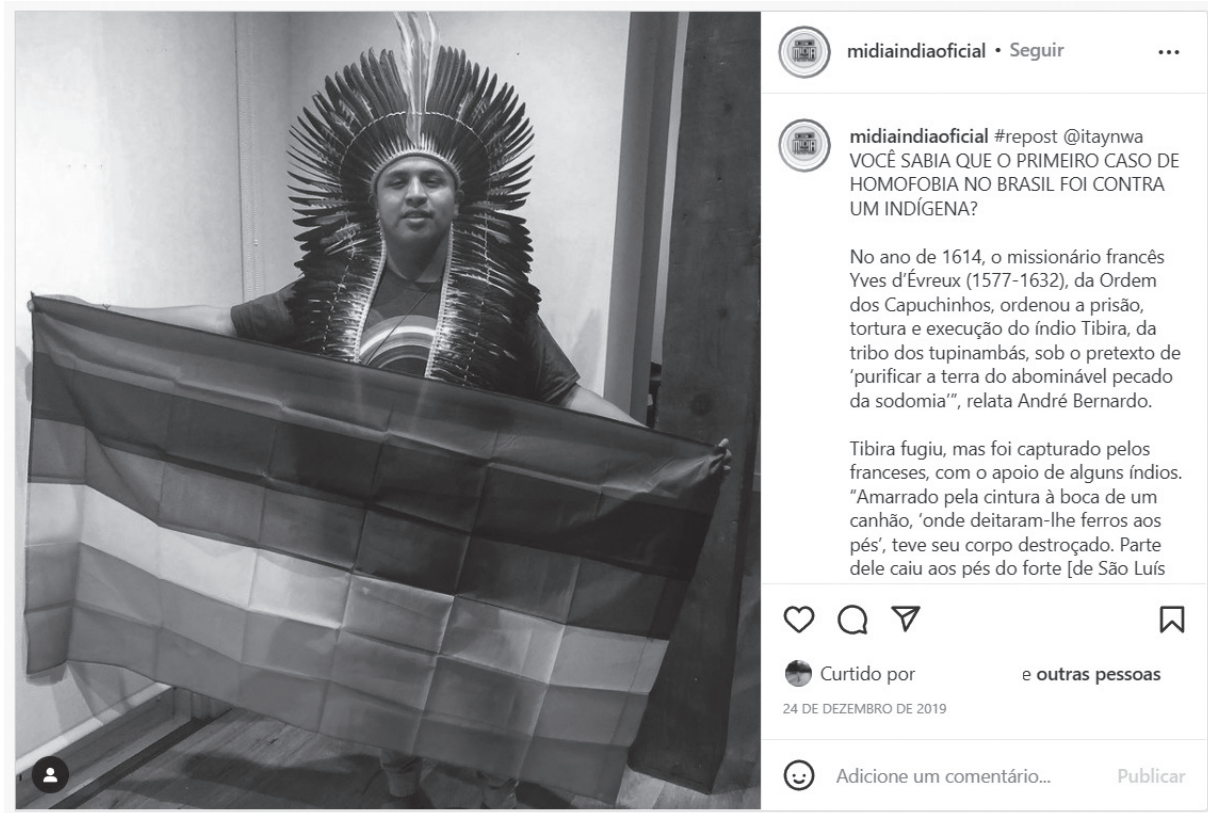 midiaindiaoficial • Seguir
midiaindiaoficial #repost @itaynwa
VOCÊ SABIA QUE O PRIMEIRO CASO DE
HOMOFOBIA NO BRASIL FOI CONTRA
UM INDÍGENA?
No ano de 1614, o missionário francês
Yves d’Évreux (1577-1632), da Ordem
dos Capuchinhos, ordenou a prisão,
tortura e execução do índio Tibira, da
tribo dos tupinambás, sob o pretexto de
‘purificar a terra do abominável pecado
da sodomia’”, relata André Bernardo.
Tibira fugiu, mas foi capturado pelos
franceses, com o apoio de alguns índios.
"Amarrado pela cintura à boca de um
canhão, ‘onde deitaram-lhe ferros aos
pés’, teve seu corpo destroçado. Parte
dele caiu aos pés do forte [de São Luís
Curtido por e outras pessoas
24 DE DEZEMBRO DE 2019
Adicione um comentário... Publicar